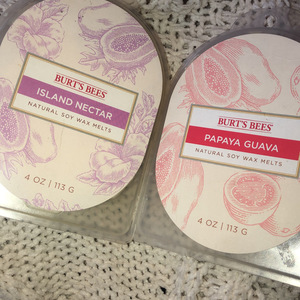 BURT'S BEES
ISLAND NECTAR
NATURAL SOY WAX MELTS
4 OZ | 113 G
BURT'S BEES
PAPAYA GUAVA
NATURAL SOY WAX MELTS
4 OZ | 113 G